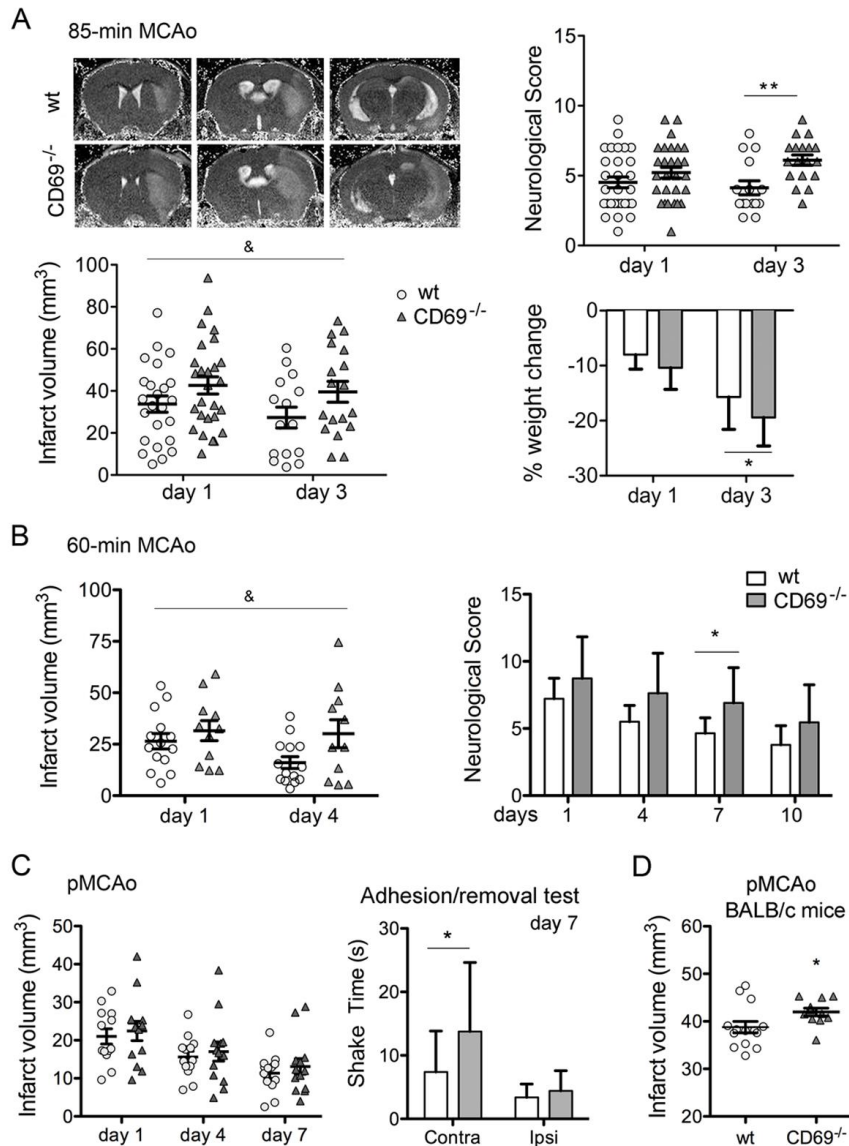 A
85-min MCAo
wt
CD69-/-
&
100
80
60
40
20
0
Infarct volume (mm3)
day 1
day 3
wt
CD69-/-
Neurological Score
15
10
5
0
**
day 1
day 3
% weight change
0
-10
-20
-30
*
day 1
day 3
B
60-min MCAo
Infarct volume (mm3)
100
75
50
25
0
&
day 1
day 4
Neurological Score
15
10
5
0
wt
CD69-/-
*
days
1
4
7
10
C
pMCAo
Infarct volume (mm3)
50
40
30
20
10
0
day 1
day 4
day 7
Adhesion/removal test
day 7
Shake Time (s)
30
20
10
0
*
Contra
Ipsi
D
pMCAo
BALB/c mice
Infarct volume (mm3)
60
50
40
30
20
*
wt
CD69-/-